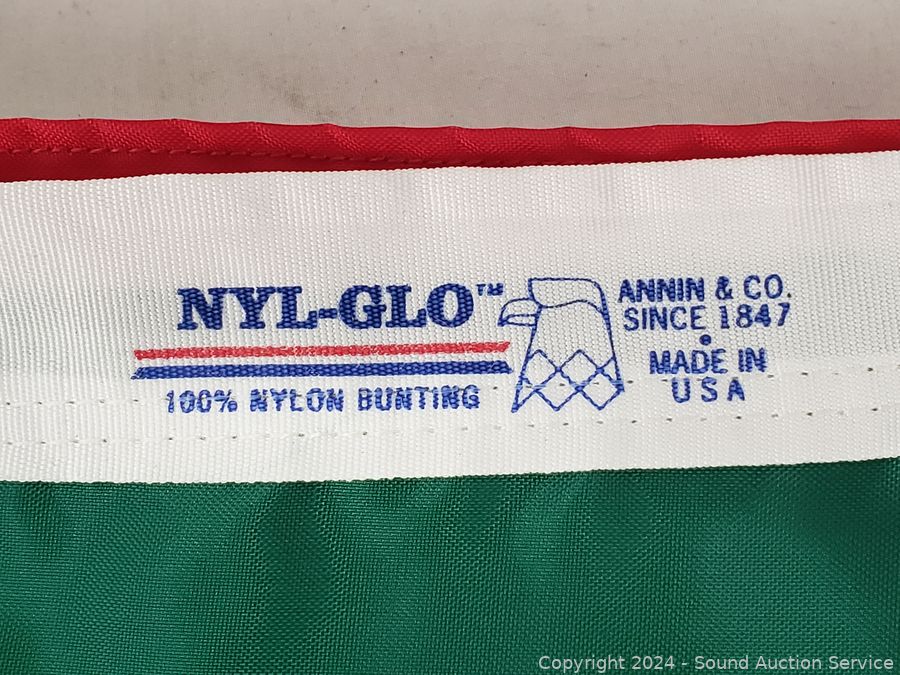 NYL-GLO™
100% NYLON BUNTING
ANNIN & CO.
SINCE 1847
•
MADE IN
USA
Copyright 2024 - Sound Auction Service